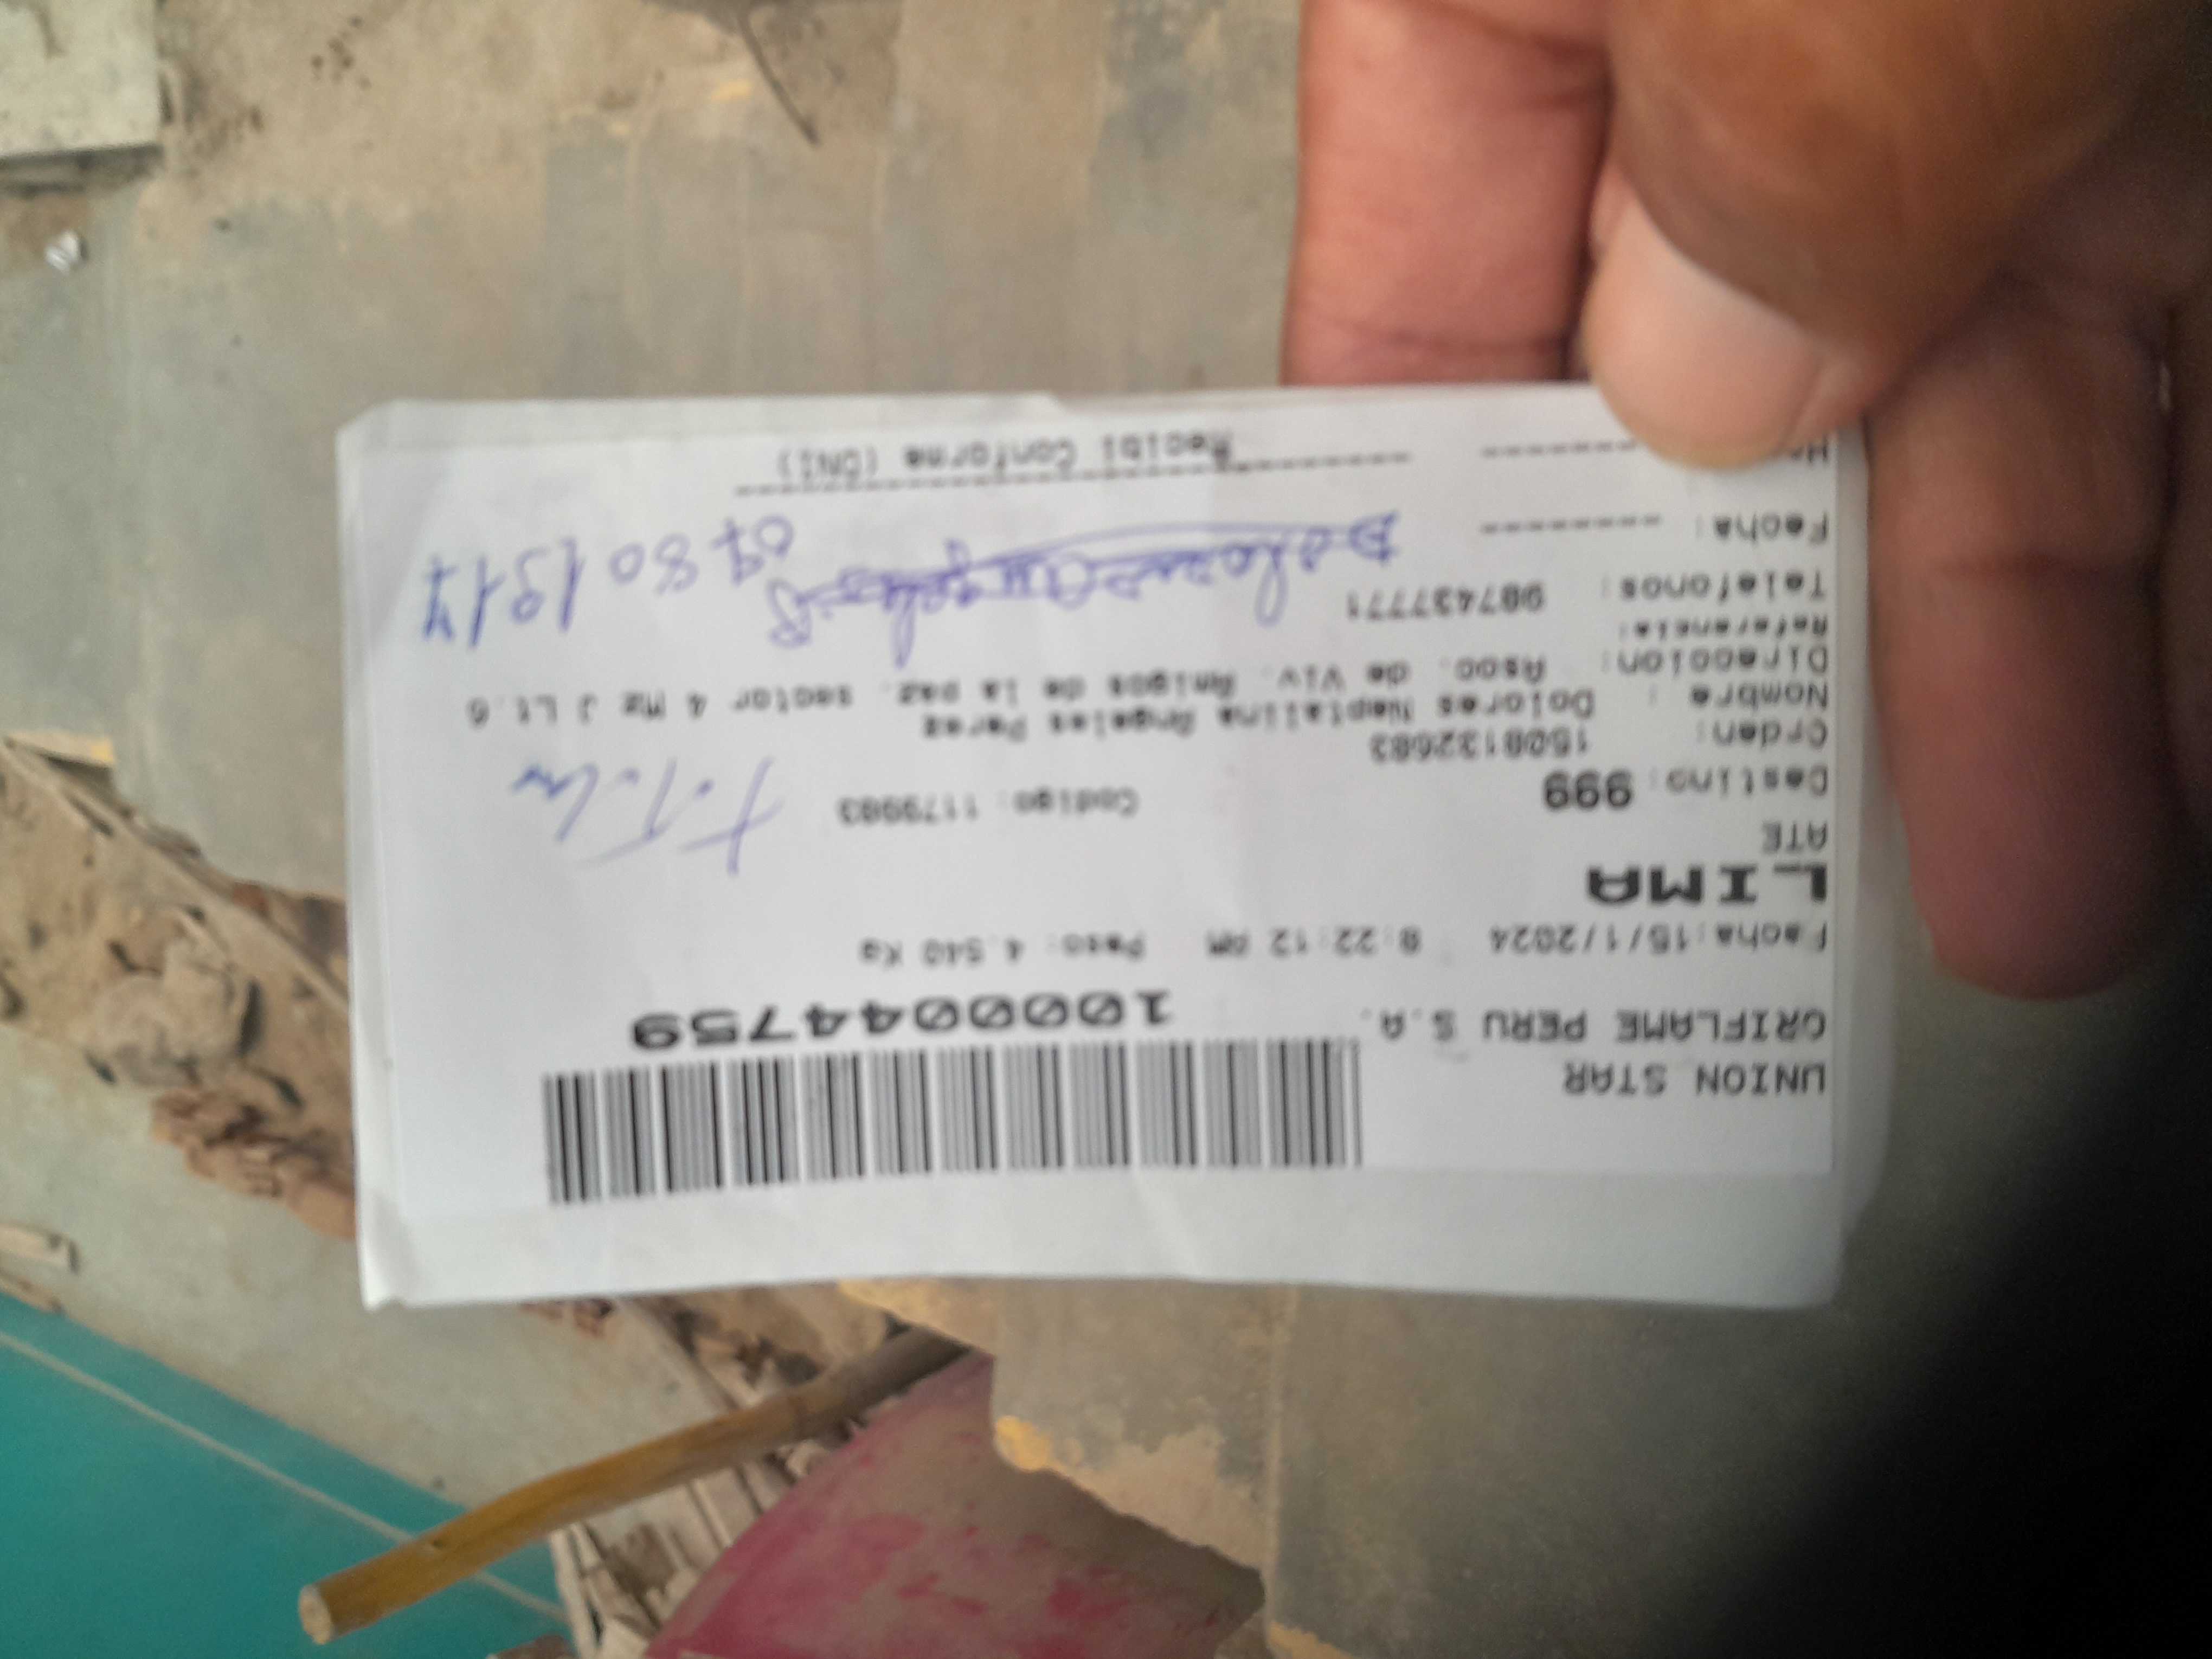 UNION STAR
ORIFLAME PERU S.A.
1000044759
Fecha:15/1/2024 8:22:12 AM Peso: 4.540 Kg
LIMA
ATE
Destino: 999 Codigo: 1179983
Orden: 1508132683
Nombre : Dolores Neptalina Angeles Perez
Direccion: Asoc. de Viv. Amigos de la paz. sector 4 Mz J Lt.6
Referencia:
Telefonos: 987437771
Fecha: ---------
Recibi Conforme (DNI)